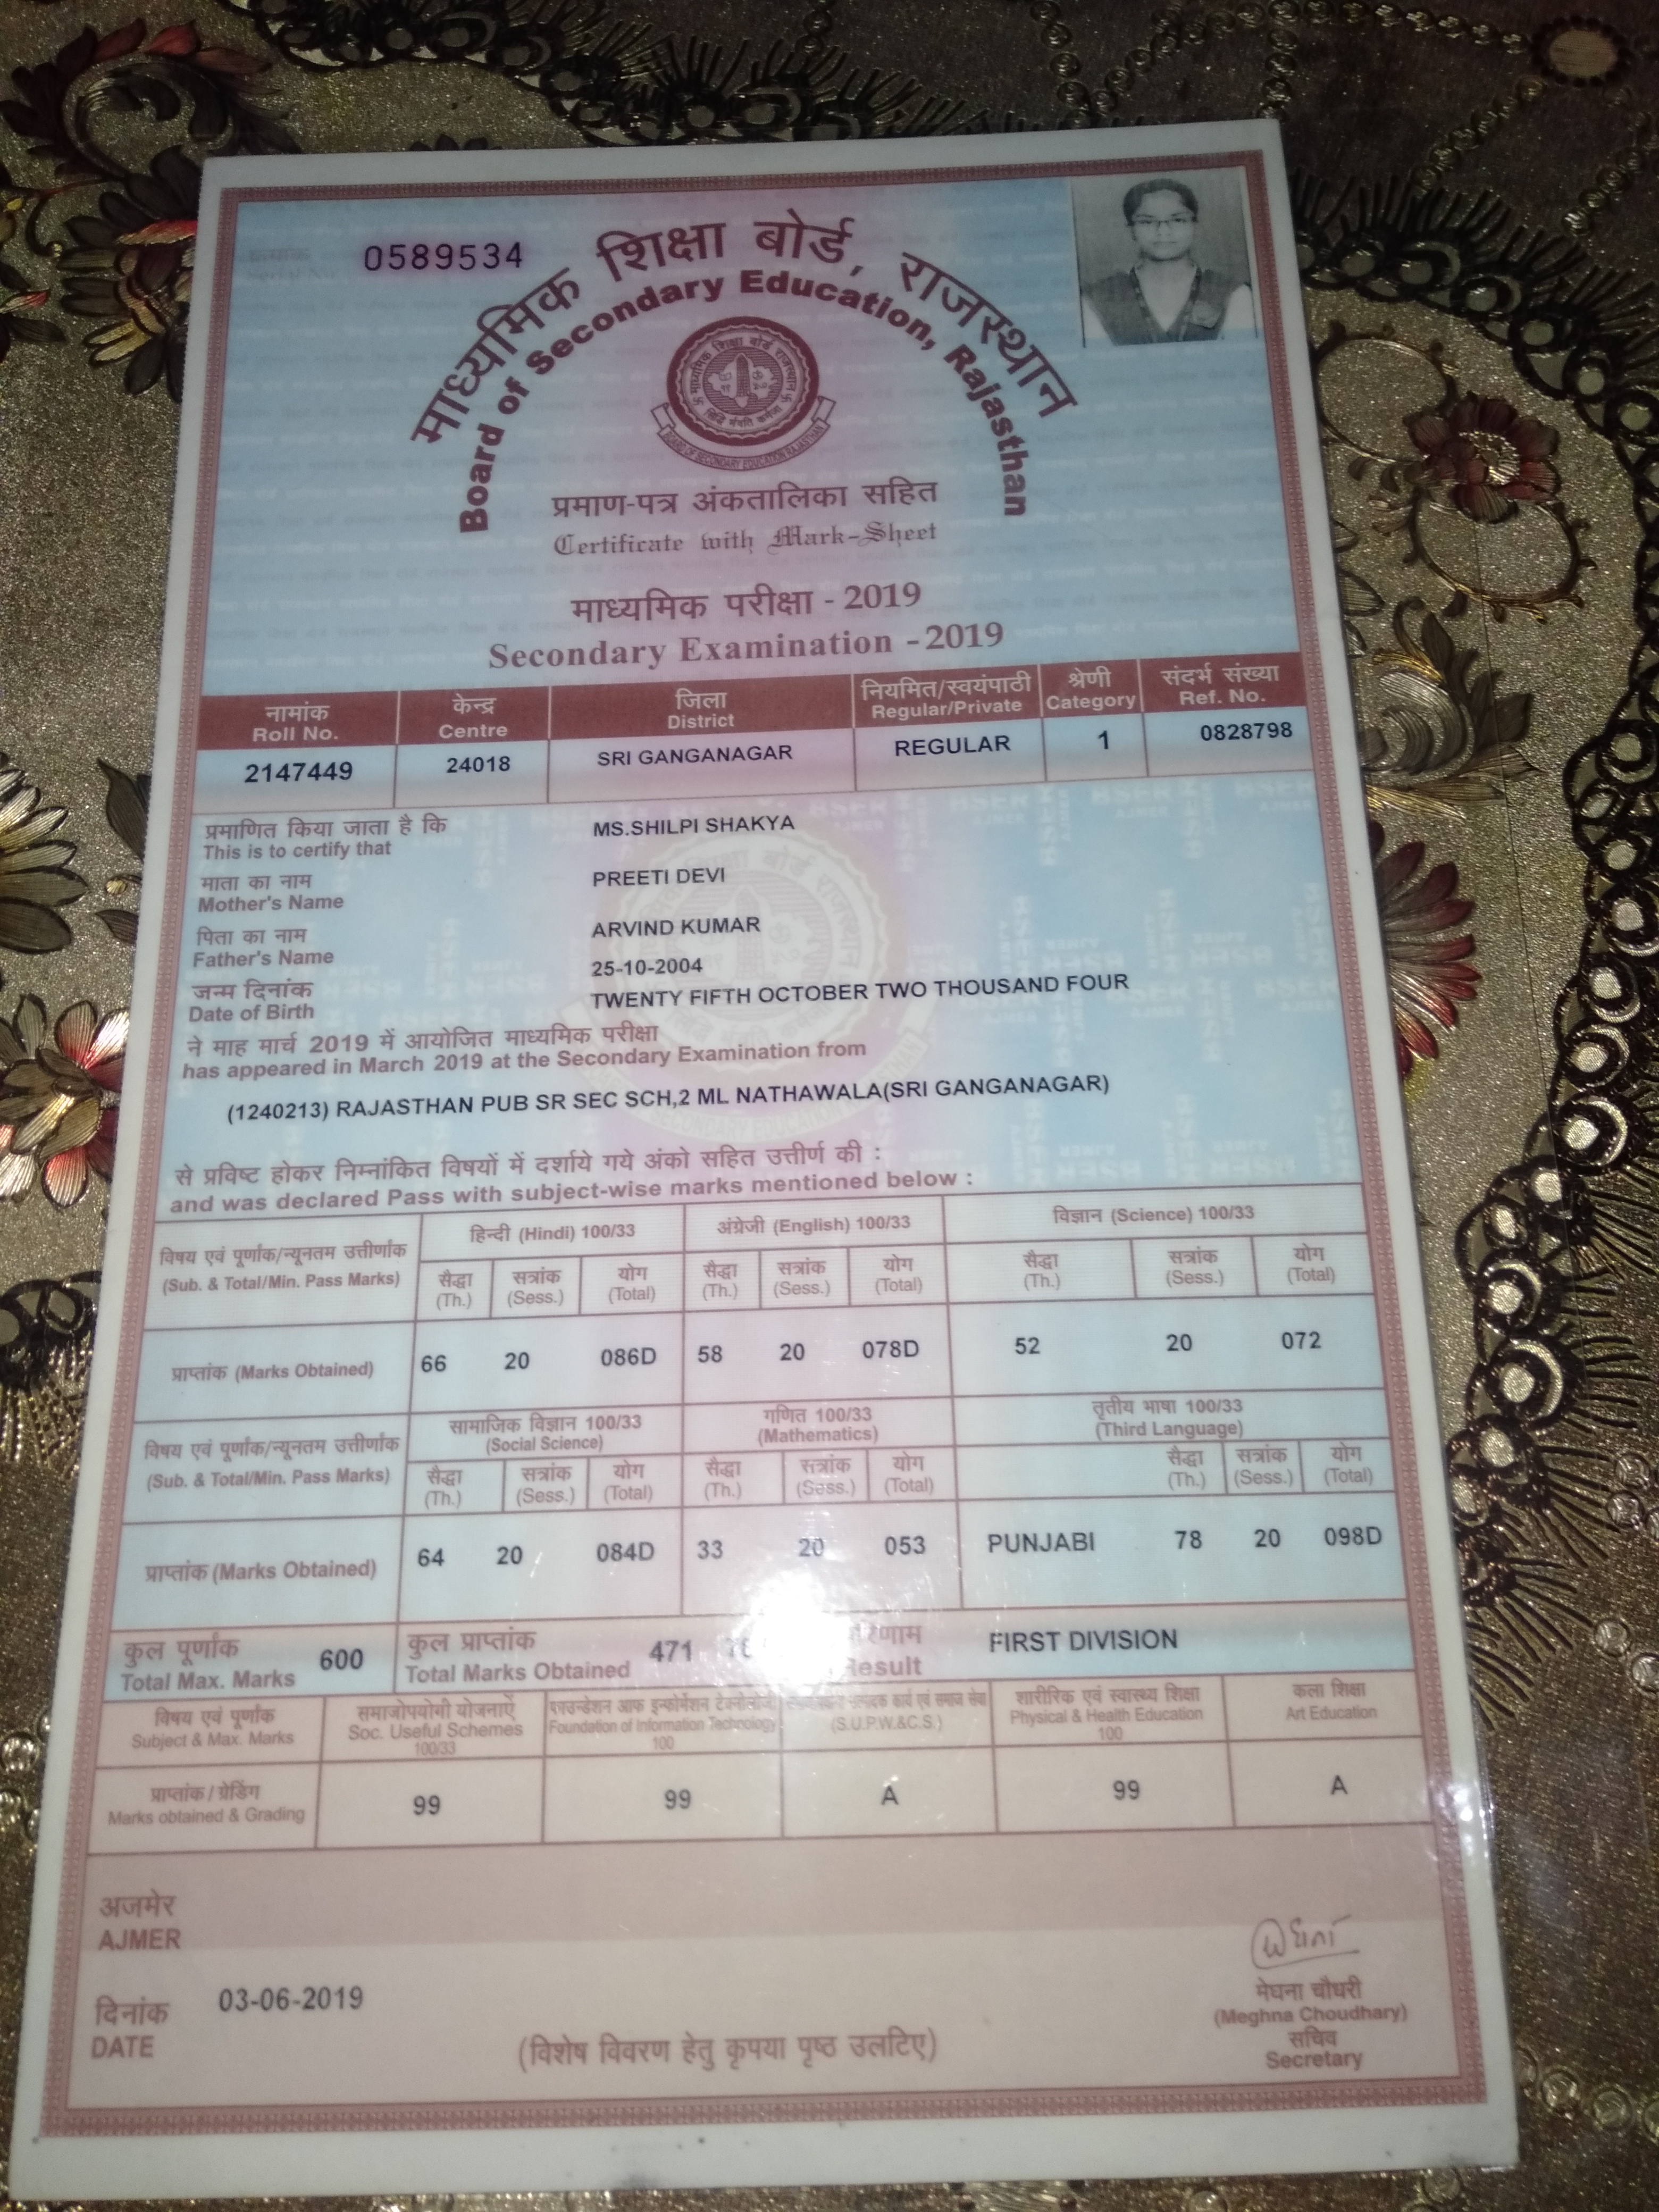 0589534
माध्यमिक शिक्षा बोर्ड, राजस्थान
Board of Secondary Education, Rajasthan
माध्यमिक शिक्षा बोर्ड राजस्थान
BOARD OF SECONDARY EDUCATION RAJASTHAN
प्रमाण-पत्र अंकतालिका सहित
Certificate with Mark-Sheet
माध्यमिक परीक्षा - 2019
Secondary Examination - 2019
नामांक केन्द्र जिला नियमित/स्वयंपाठी श्रेणी संदर्भ संख्या
Roll No. Centre District Regular/Private Category Ref. No.
2147449 24018 SRI GANGANAGAR REGULAR 1 0828798
प्रमाणित किया जाता है कि MS.SHILPI SHAKYA
This is to certify that
माता का नाम PREETI DEVI
Mother's Name
पिता का नाम ARVIND KUMAR
Father's Name
जन्म दिनांक 25-10-2004
Date of Birth TWENTY FIFTH OCTOBER TWO THOUSAND FOUR
ने माह मार्च 2019 में आयोजित माध्यमिक परीक्षा
has appeared in March 2019 at the Secondary Examination from
(1240213) RAJASTHAN PUB SR SEC SCH,2 ML NATHAWALA(SRI GANGANAGAR)
से प्रविष्ट होकर निम्नांकित विषयों में दर्शाये गये अंको सहित उत्तीर्ण की :
and was declared Pass with subject-wise marks mentioned below :
विषय एवं पूर्णांक/न्यूनतम उत्तीर्णांक हिन्दी (Hindi) 100/33 अंग्रेजी (English) 100/33 विज्ञान (Science) 100/33
(Sub. & Total/Min. Pass Marks) सैद्धा सत्रांक योग सैद्धा सत्रांक योग सैद्धा सत्रांक योग
(Th.) (Sess.) (Total) (Th.) (Sess.) (Total) (Th.) (Sess.) (Total)
प्राप्तांक (Marks Obtained) 66 20 086D 58 20 078D 52 20 072
विषय एवं पूर्णांक/न्यूनतम उत्तीर्णांक सामाजिक विज्ञान 100/33 गणित 100/33 तृतीय भाषा 100/33
(Sub. & Total/Min. Pass Marks) (Social Science) (Mathematics) (Third Language)
सैद्धा सत्रांक योग सैद्धा सत्रांक योग सैद्धा सत्रांक योग
(Th.) (Sess.) (Total) (Th.) (Sess.) (Total) (Th.) (Sess.) (Total)
प्राप्तांक (Marks Obtained) 64 20 084D 33 20 053 PUNJABI 78 20 098D
कुल पूर्णांक 600 कुल प्राप्तांक 471 FIRST DIVISION
Total Max. Marks Total Marks Obtained Result
विषय एवं पूर्णांक समाजोपयोगी योजनाऐं फाउन्डेशन आफ इन्फोर्मेशन टेक्नोलॉजी कार्य एवं समाज सेवा शारीरिक एवं स्वास्थ्य शिक्षा कला शिक्षा
Subject & Max. Marks Soc. Useful Schemes Foundation of Information Technology (S.U.P.W.&C.S.) Physical & Health Education Art Education
100/33 100 100
प्राप्तांक / ग्रेडिंग 99 99 A 99 A
Marks obtained & Grading
अजमेर
AJMER
दिनांक 03-06-2019
DATE
मेघना चौधरी
(Meghna Choudhary)
सचिव
Secretary
(विशेष विवरण हेतु कृपया पृष्ठ उलटिए)